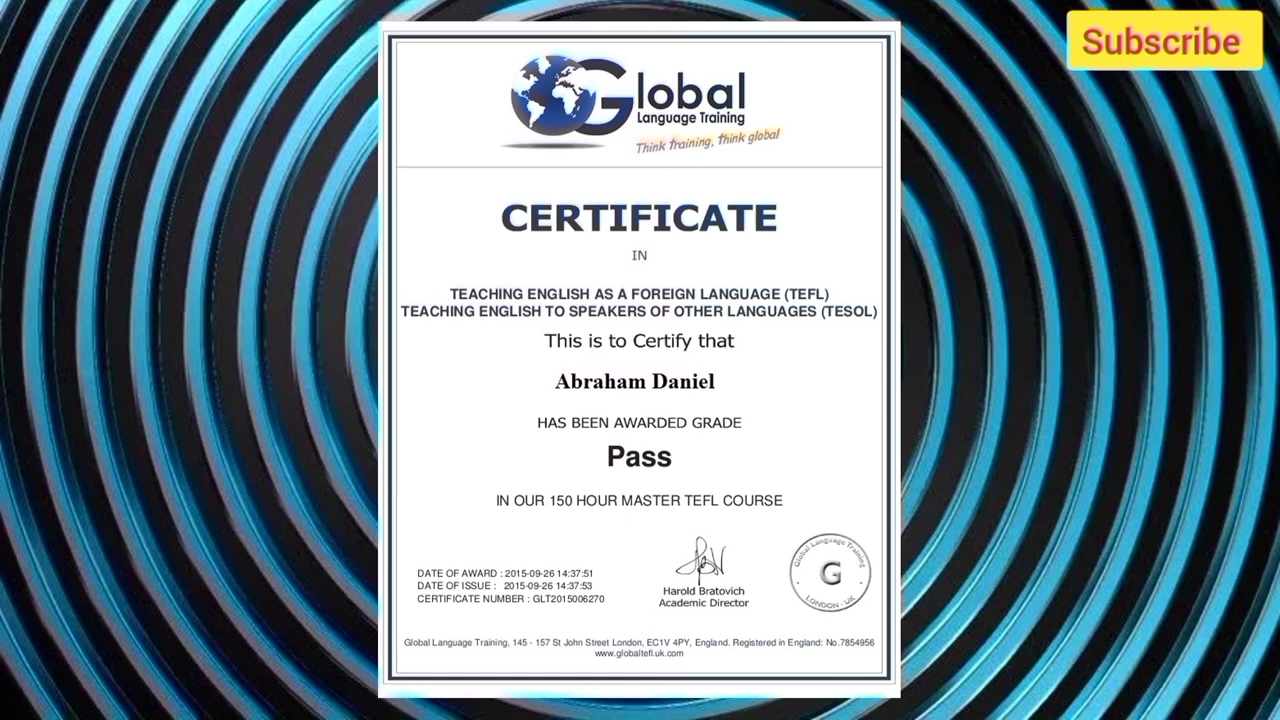 Subscribe
Global
Language Training
Think training, think global
CERTIFICATE
IN
TEACHING ENGLISH AS A FOREIGN LANGUAGE (TEFL)
TEACHING ENGLISH TO SPEAKERS OF OTHER LANGUAGES (TESOL)
This is to Certify that
Abraham Daniel
HAS BEEN AWARDED GRADE
Pass
IN OUR 150 HOUR MASTER TEFL COURSE
DATE OF AWARD : 2015-09-26 14:37:51
DATE OF ISSUE : 2015-09-26 14:37:53
CERTIFICATE NUMBER : GLT2015006270
Harold Bratovich
Academic Director
Global Language Training
G
LONDON - UK
Global Language Training, 145 - 157 St John Street London, EC1V 4PY, England. Registered in England: No.7854956
www.globaltefl.uk.com